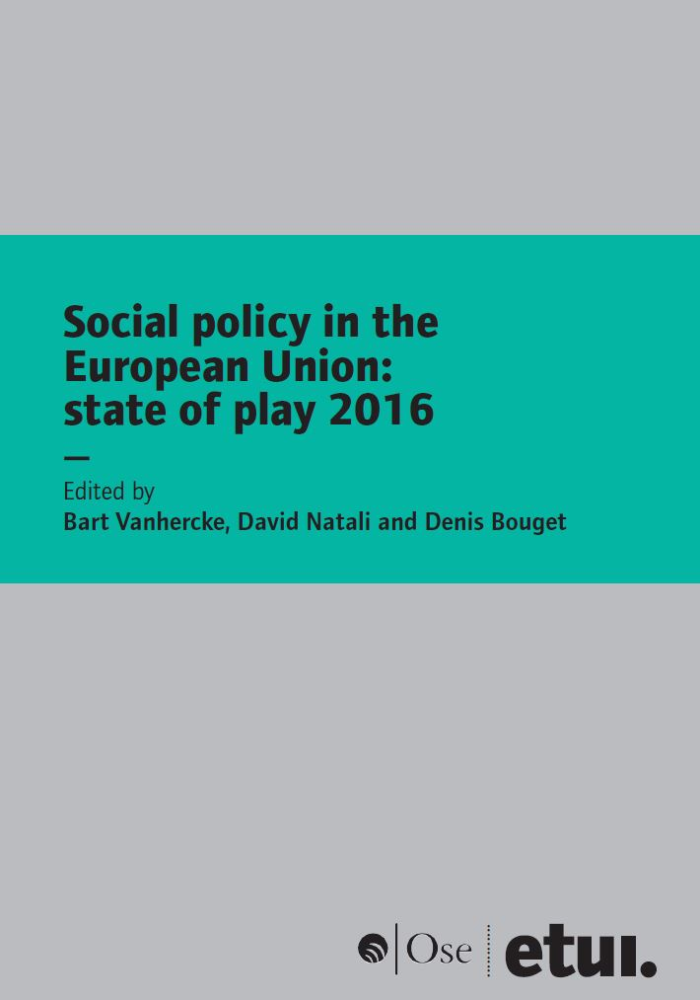 Social policy in the
European Union:
state of play 2016
—
Edited by
Bart Vanhercke, David Natali and Denis Bouget
Ose
etui.